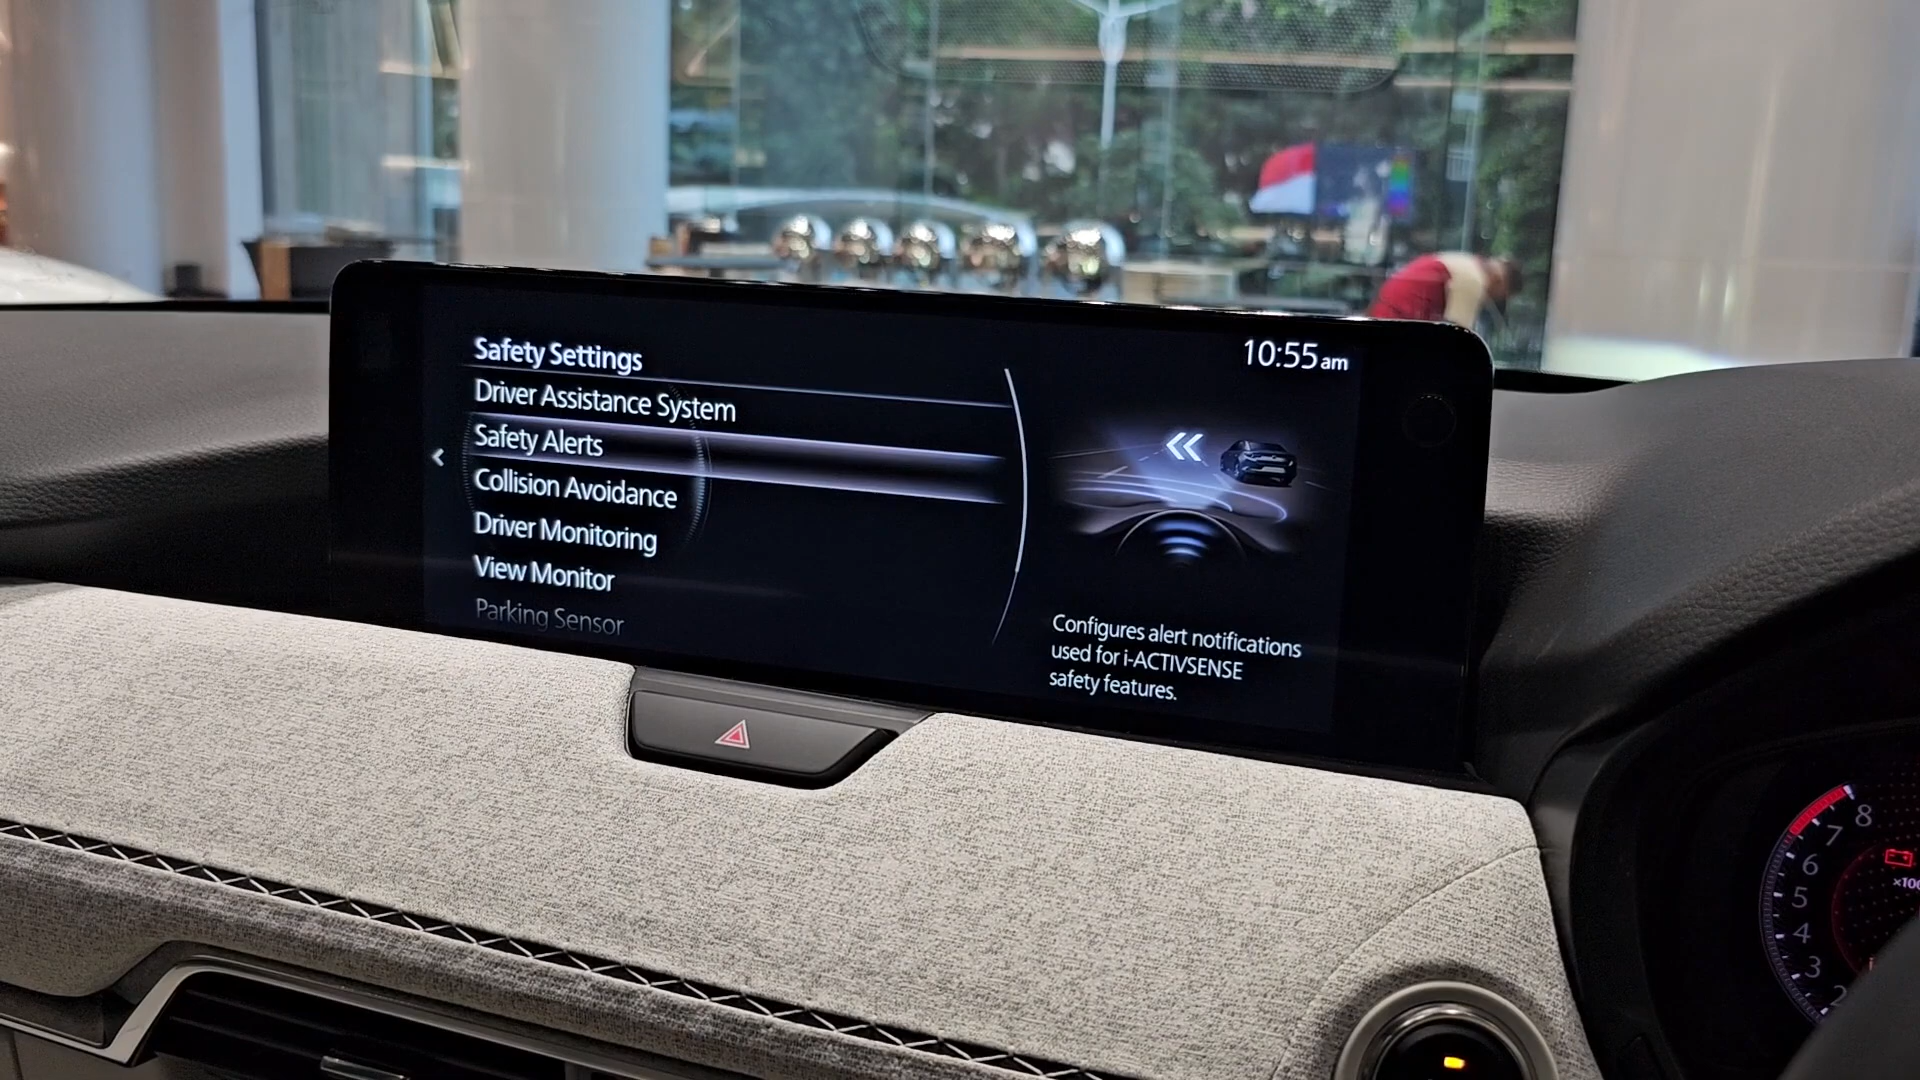 Safety Settings
10:55am
Driver Assistance System
Safety Alerts
Collision Avoidance
Driver Monitoring
View Monitor
Parking Sensor
Configures alert notifications
used for i-ACTIVSENSE
safety features.
8
7
6
5
4
3
2